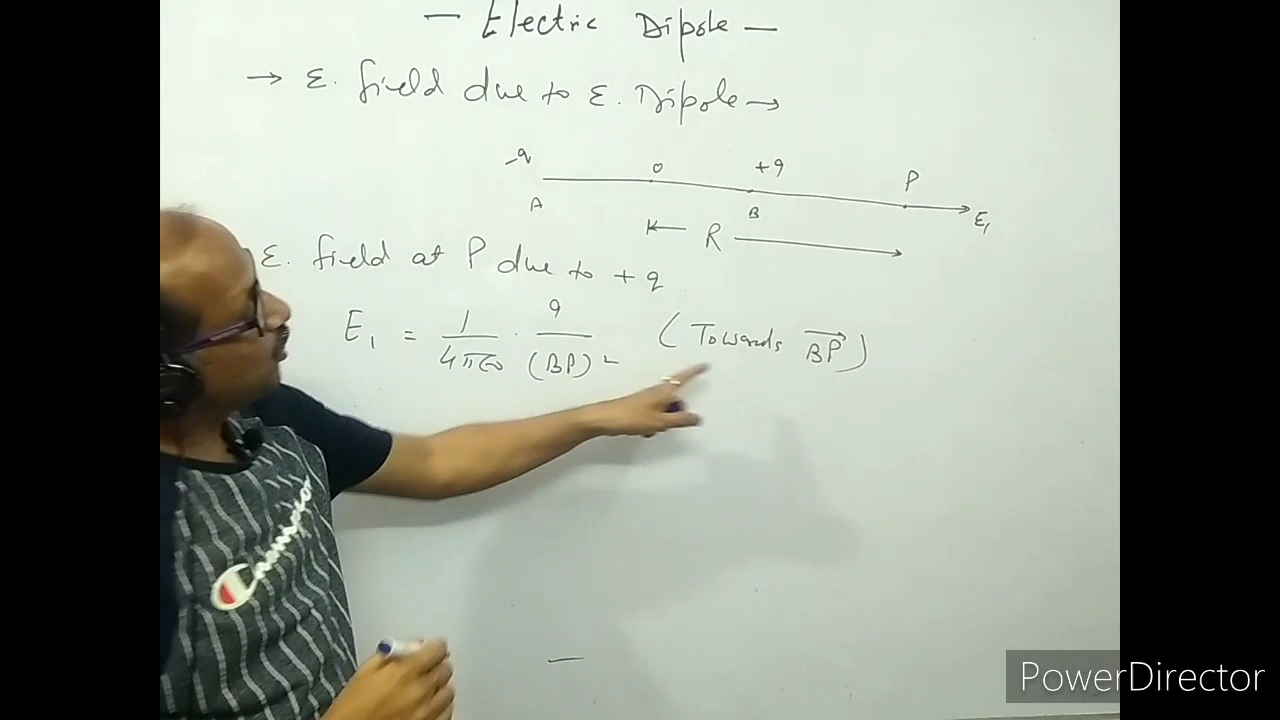 — Electric Dipole —
→ E. field due to E. Dipole →
-q O +q P
A B E₁
R
E. field at P due to +q
E₁ = 1/4πε₀ · q/(BP)² (Towards BP⃗)
Champion
PowerDirector